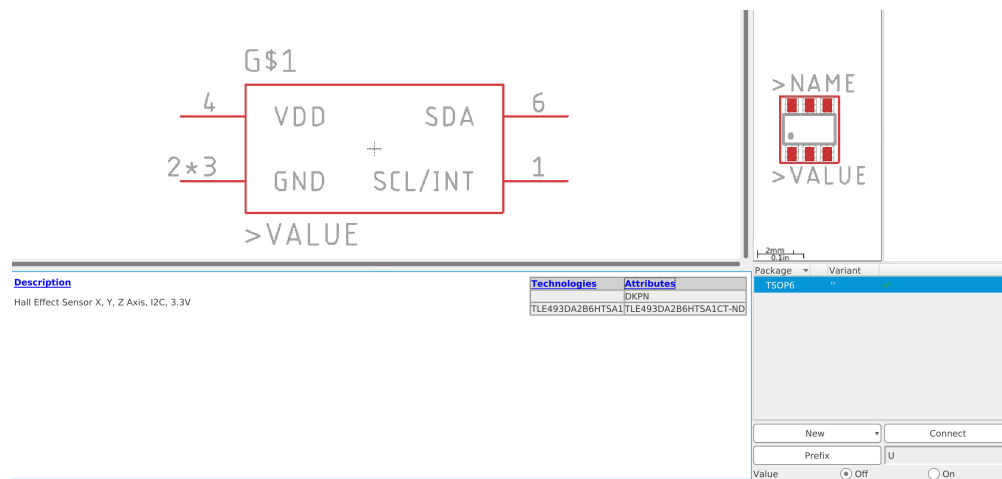 G$1
4 VDD SDA 6
2*3 GND SCL/INT 1
>VALUE
>NAME
>VALUE
2mm
0.1in
Description
Hall Effect Sensor X, Y, Z Axis, I2C, 3.3V
Technologies Attributes
DKPN
TLE493DA2B6HTSA1 TLE493DA2B6HTSA1CT-ND
Package Variant
TSOP6 ''
New Connect
Prefix U
Value Off On